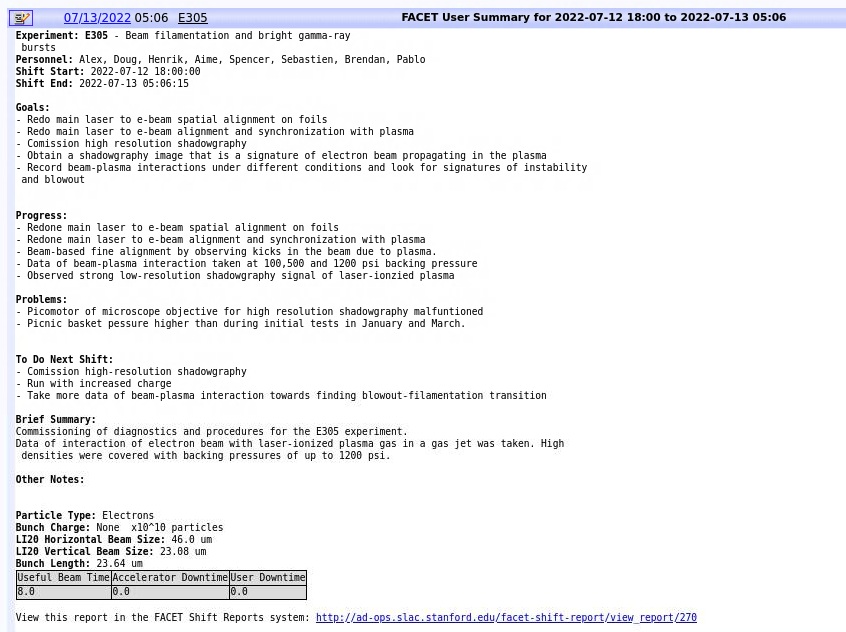 07/13/2022 05:06 E305 FACET User Summary for 2022-07-12 18:00 to 2022-07-13 05:06
Experiment: E305 - Beam filamentation and bright gamma-ray
bursts
Personnel: Alex, Doug, Henrik, Aime, Spencer, Sebastien, Brendan, Pablo
Shift Start: 2022-07-12 18:00:00
Shift End: 2022-07-13 05:06:15
Goals:
- Redo main laser to e-beam spatial alignment on foils
- Redo main laser to e-beam alignment and synchronization with plasma
- Comission high resolution shadowgraphy
- Obtain a shadowgraphy image that is a signature of electron beam propagating in the plasma
- Record beam-plasma interactions under different conditions and look for signatures of instability
and blowout
Progress:
- Redone main laser to e-beam spatial alignment on foils
- Redone main laser to e-beam alignment and synchronization with plasma
- Beam-based fine alignment by observing kicks in the beam due to plasma.
- Data of beam-plasma interaction taken at 100,500 and 1200 psi backing pressure
- Observed strong low-resolution shadowgraphy signal of laser-ionzied plasma
Problems:
- Picomotor of microscope objective for high resolution shadowgraphy malfuntioned
- Picnic basket pessure higher than during initial tests in January and March.
To Do Next Shift:
- Comission high-resolution shadowgraphy
- Run with increased charge
- Take more data of beam-plasma interaction towards finding blowout-filamentation transition
Brief Summary:
Commissioning of diagnostics and procedures for the E305 experiment.
Data of interaction of electron beam with laser-ionized plasma gas in a gas jet was taken. High
densities were covered with backing pressures of up to 1200 psi.
Other Notes:
Particle Type: Electrons
Bunch Charge: None x10^10 particles
LI20 Horizontal Beam Size: 46.0 um
LI20 Vertical Beam Size: 23.08 um
Bunch Length: 23.64 um
Useful Beam Time Accelerator Downtime User Downtime
8.0 0.0 0.0
View this report in the FACET Shift Reports system: http://ad-ops.slac.stanford.edu/facet-shift-report/view_report/270